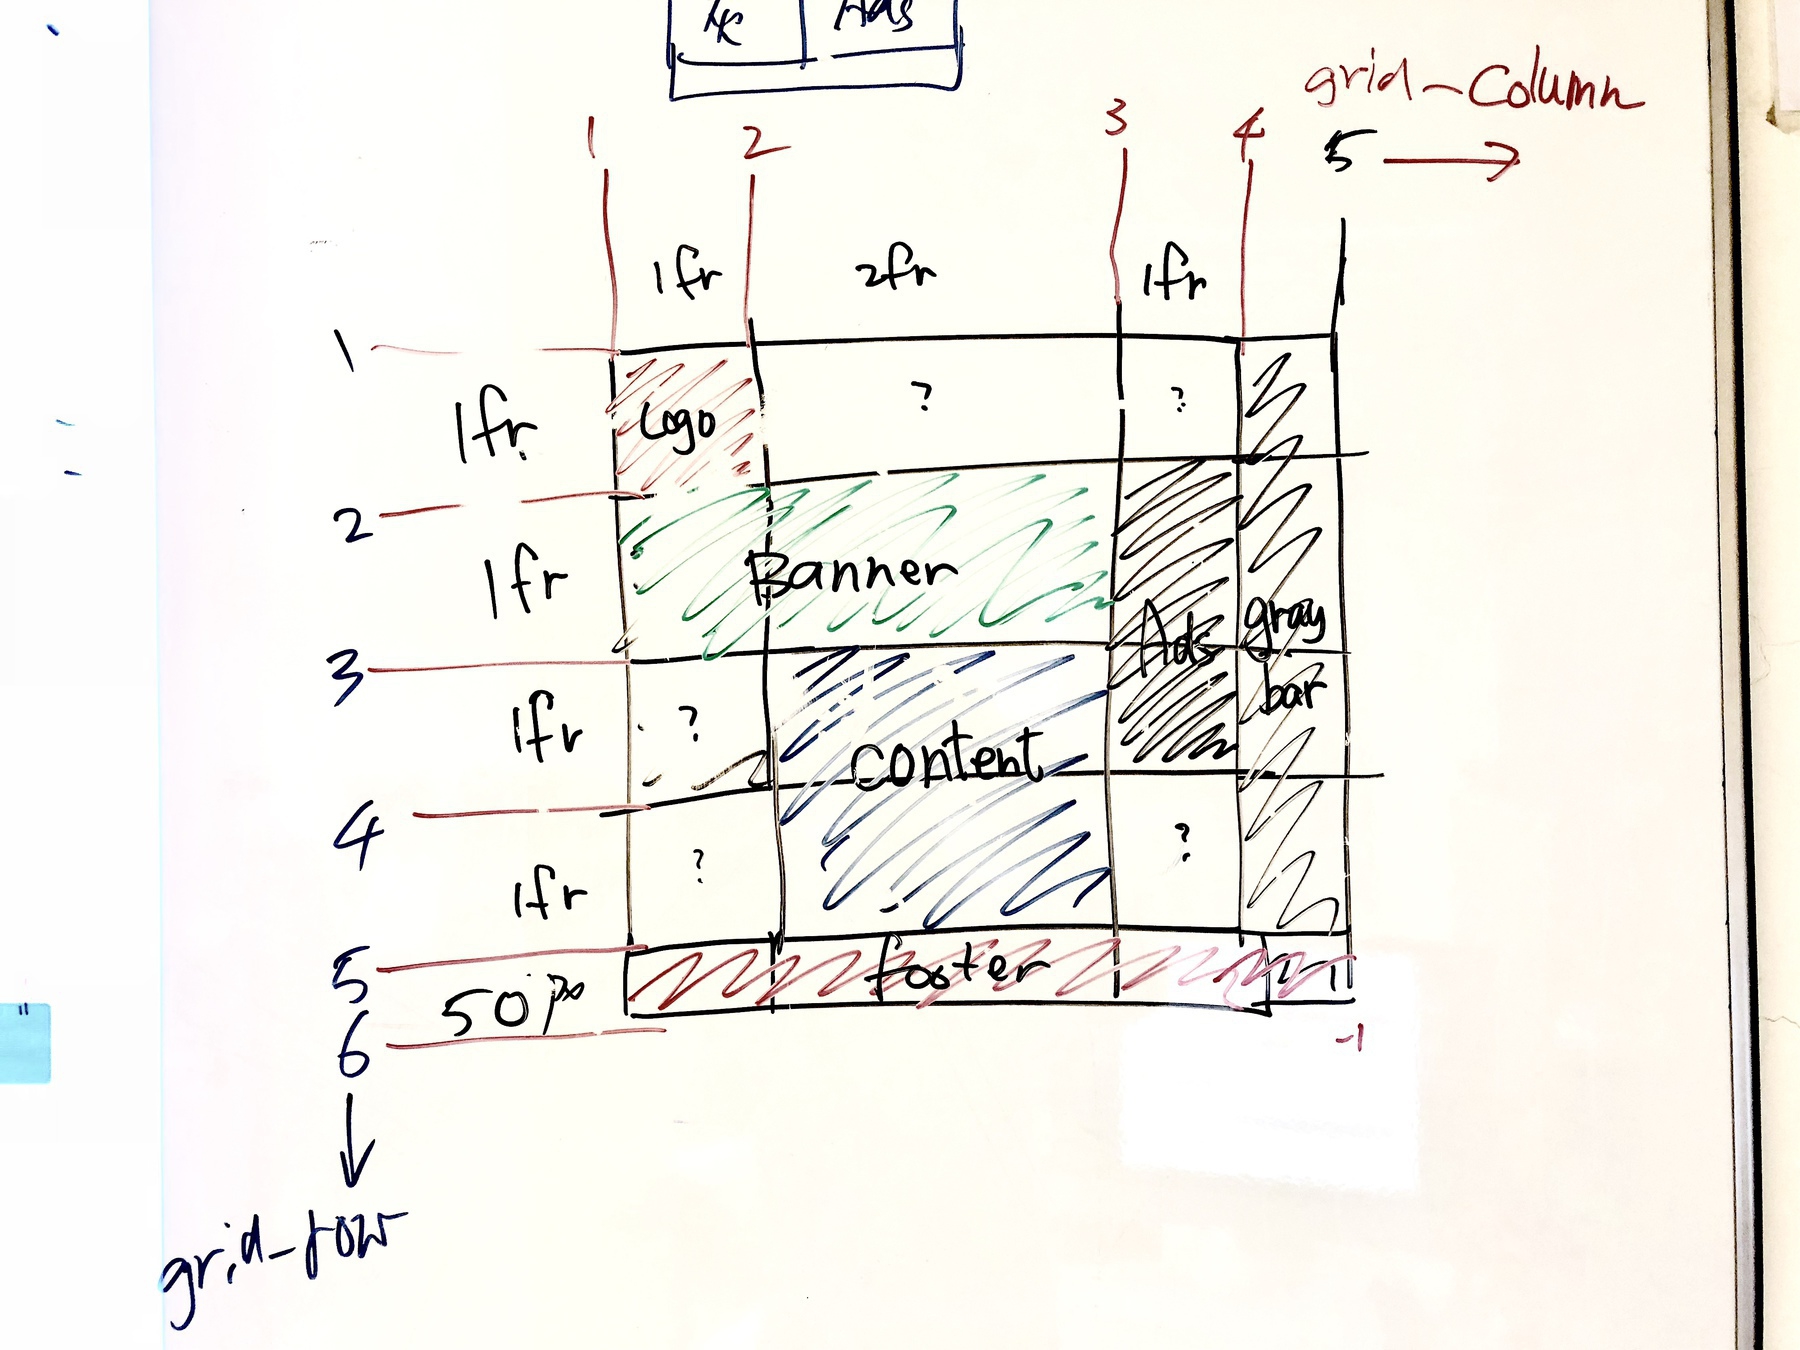 Ads
grid-column
1 2 3 4 5
1fr 2fr 1fr
1
1fr Logo ? ?
2
1fr Banner
Ads gray
3
bar
1fr ?
content
4
? ?
1fr
5 footer
50px
6
-1
grid-row